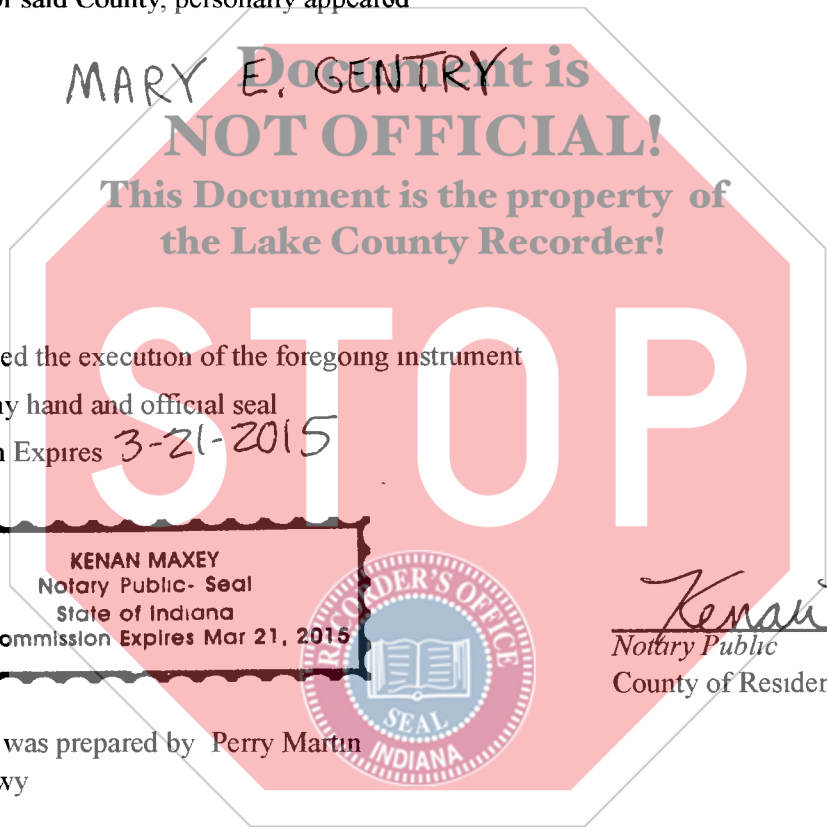 r said County, personally appeared
MARY E. GENTRY
Document is
NOT OFFICIAL!
This Document is the property of
the Lake County Recorder!
STOP
ed the execution of the foregoing instrument
y hand and official seal
n Expires 3-21-2015
KENAN MAXEY
Notary Public- Seal
State of Indiana
ommission Expires Mar 21, 2015
RECORDER'S OFFICE
SEAL
INDIANA
Kenan
Notary Public
County of Residen
was prepared by Perry Martin
wy